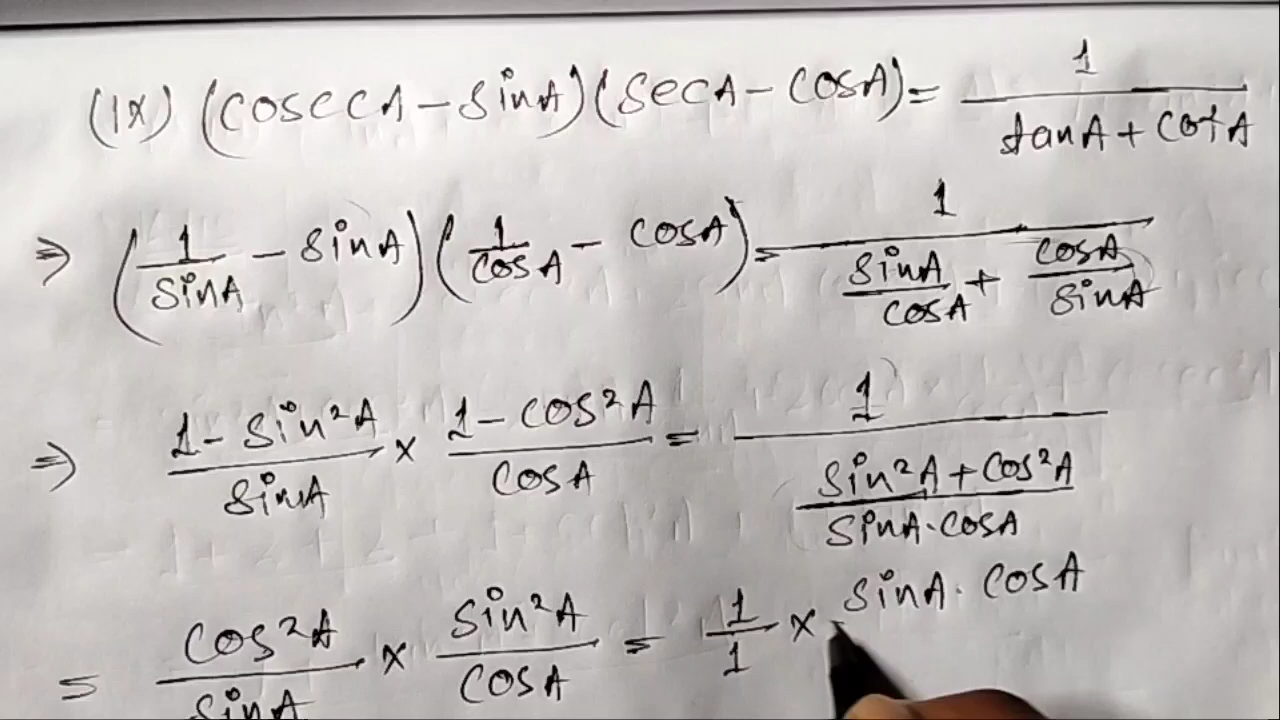 (ix) (cosecA - sinA)(secA - cosA) = 1/(tanA + cotA)
⇒ (1/sinA - sinA)(1/cosA - cosA) = 1/(sinA/cosA + cosA/sinA)
⇒ (1 - sin²A)/sinA × (1 - cos²A)/cosA = 1/((sin²A + cos²A)/(sinA·cosA))
= cos²A/sinA × sin²A/cosA = 1/1 × sinA·cosA